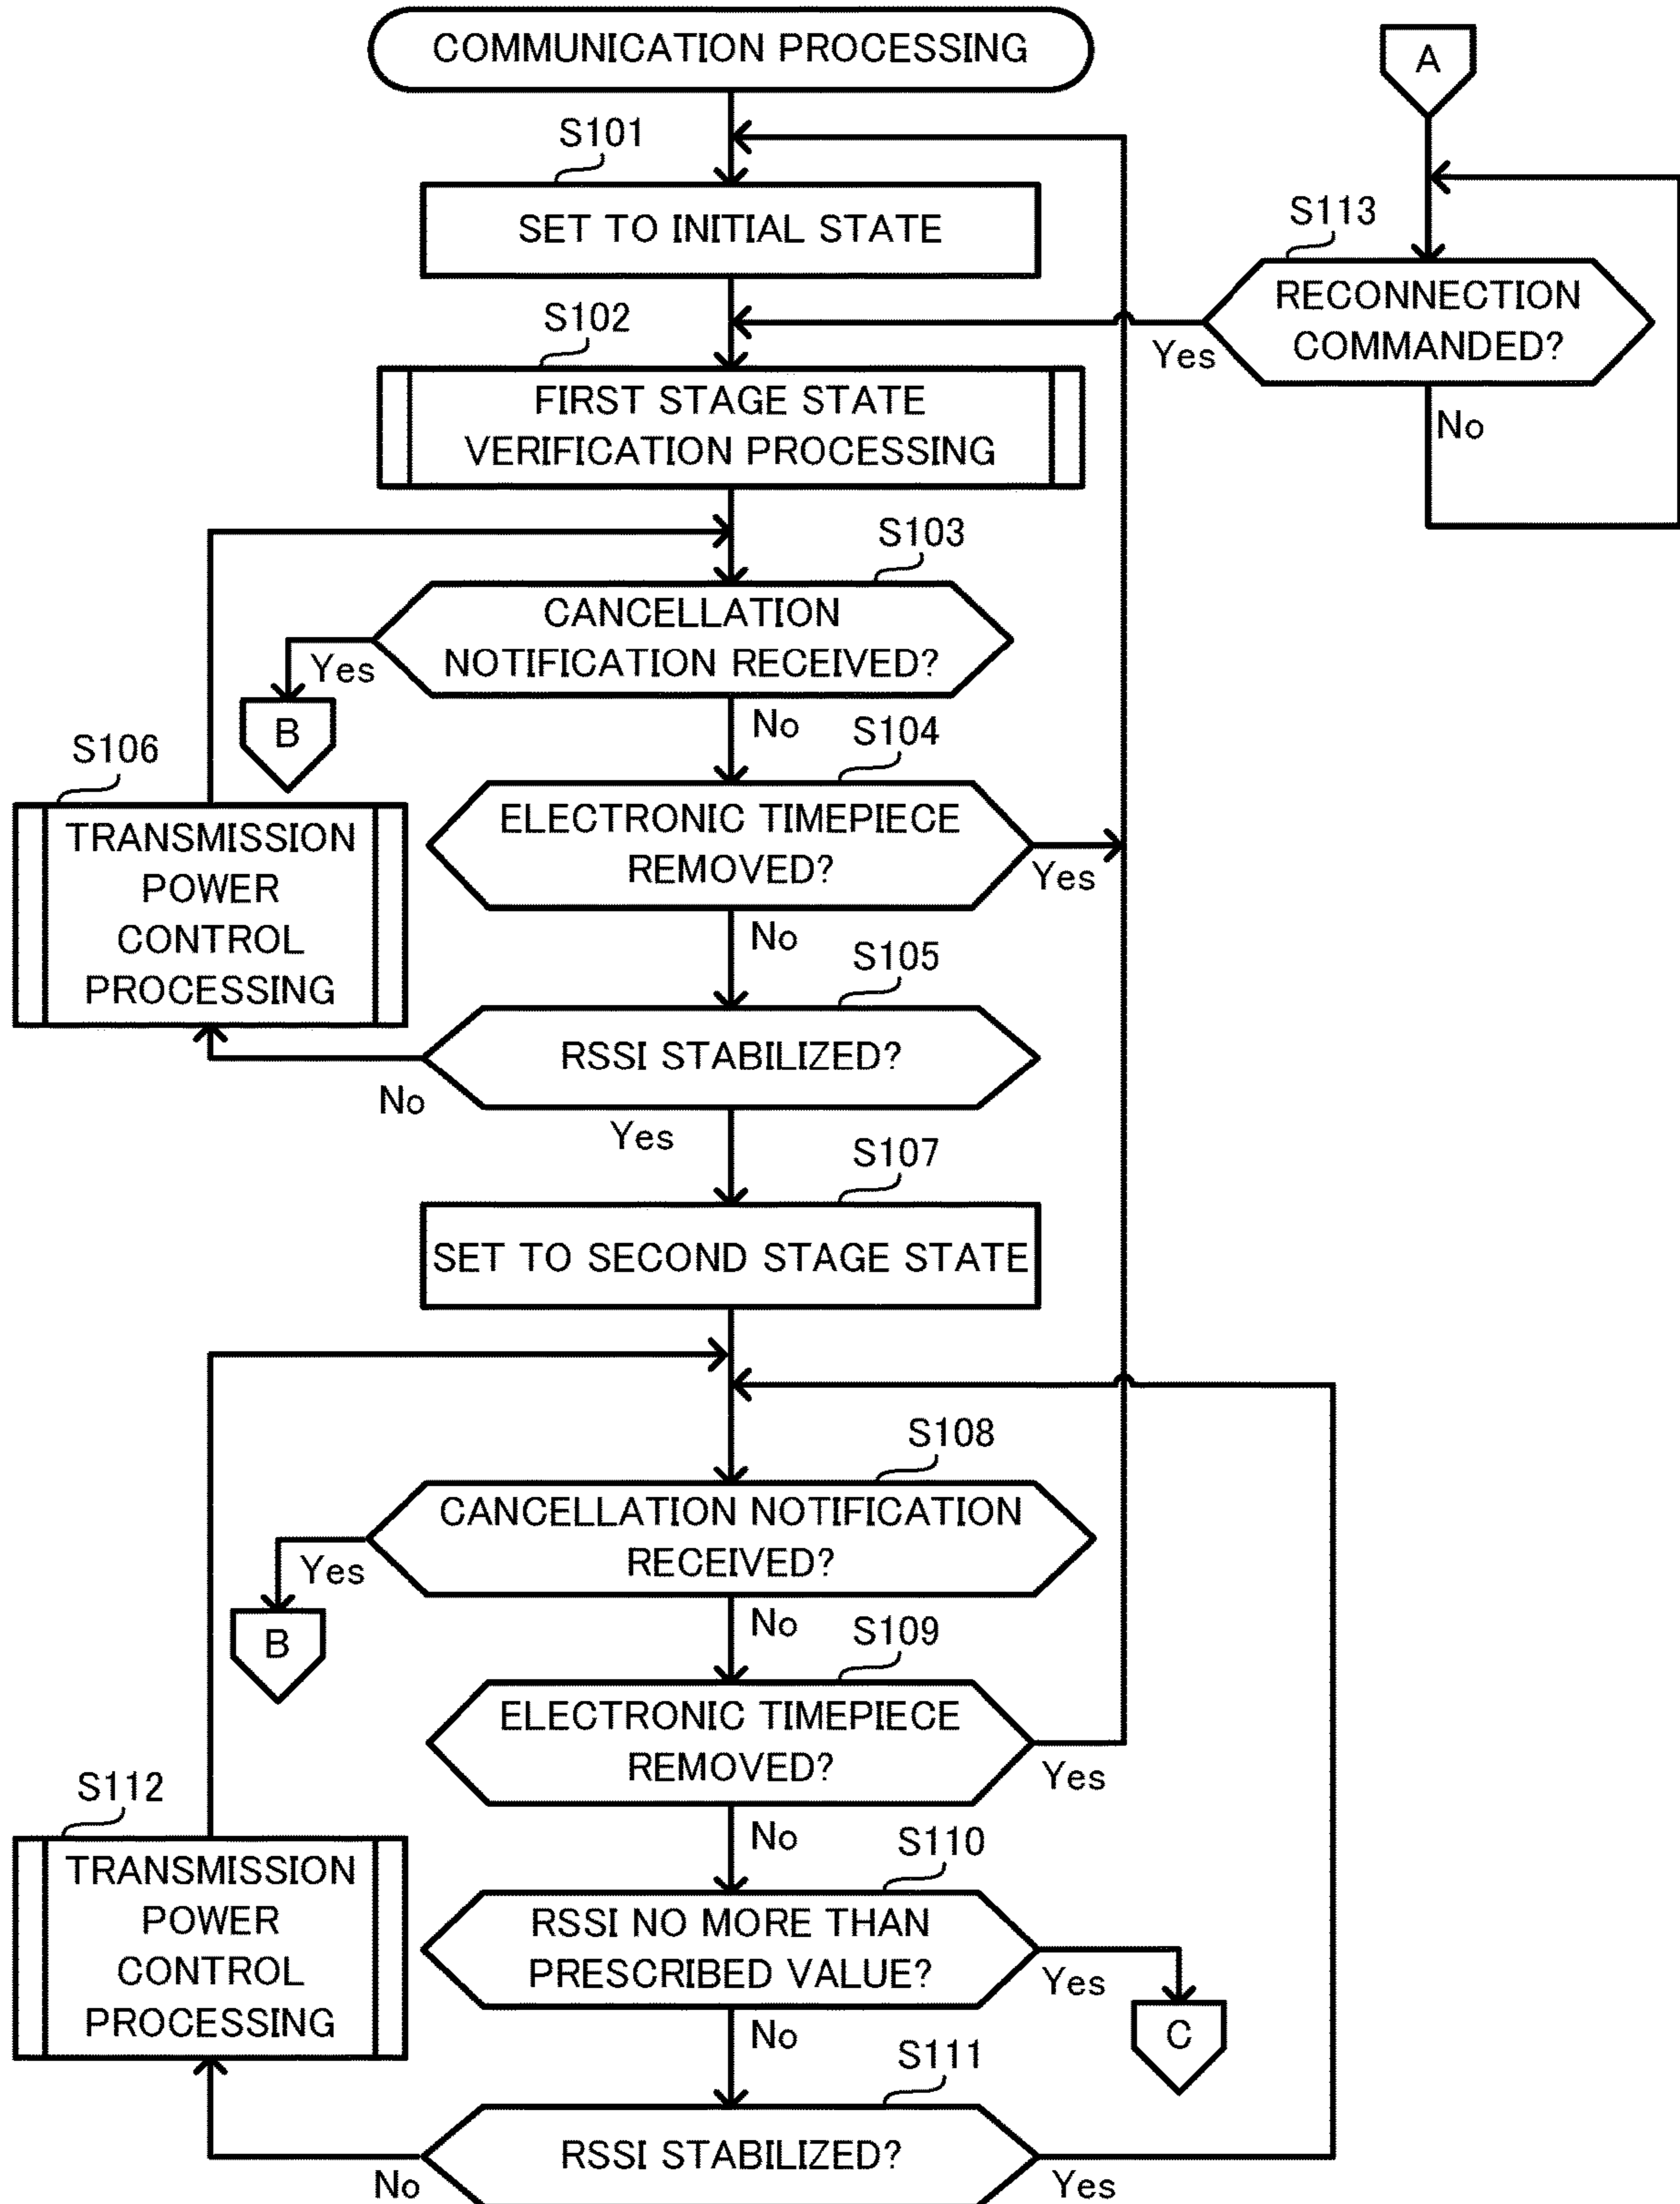 COMMUNICATION PROCESSING
A
S101
SET TO INITIAL STATE
S113
RECONNECTION
COMMANDED?
Yes
No
S102
FIRST STAGE STATE
VERIFICATION PROCESSING
S103
CANCELLATION
NOTIFICATION RECEIVED?
Yes
B
No
S104
ELECTRONIC TIMEPIECE
REMOVED?
Yes
No
S106
TRANSMISSION
POWER
CONTROL
PROCESSING
S105
RSSI STABILIZED?
No
Yes
S107
SET TO SECOND STAGE STATE
S108
CANCELLATION NOTIFICATION
RECEIVED?
Yes
B
No
S109
ELECTRONIC TIMEPIECE
REMOVED?
Yes
No
S112
TRANSMISSION
POWER
CONTROL
PROCESSING
S110
RSSI NO MORE THAN
PRESCRIBED VALUE?
Yes
C
No
S111
RSSI STABILIZED?
No
Yes